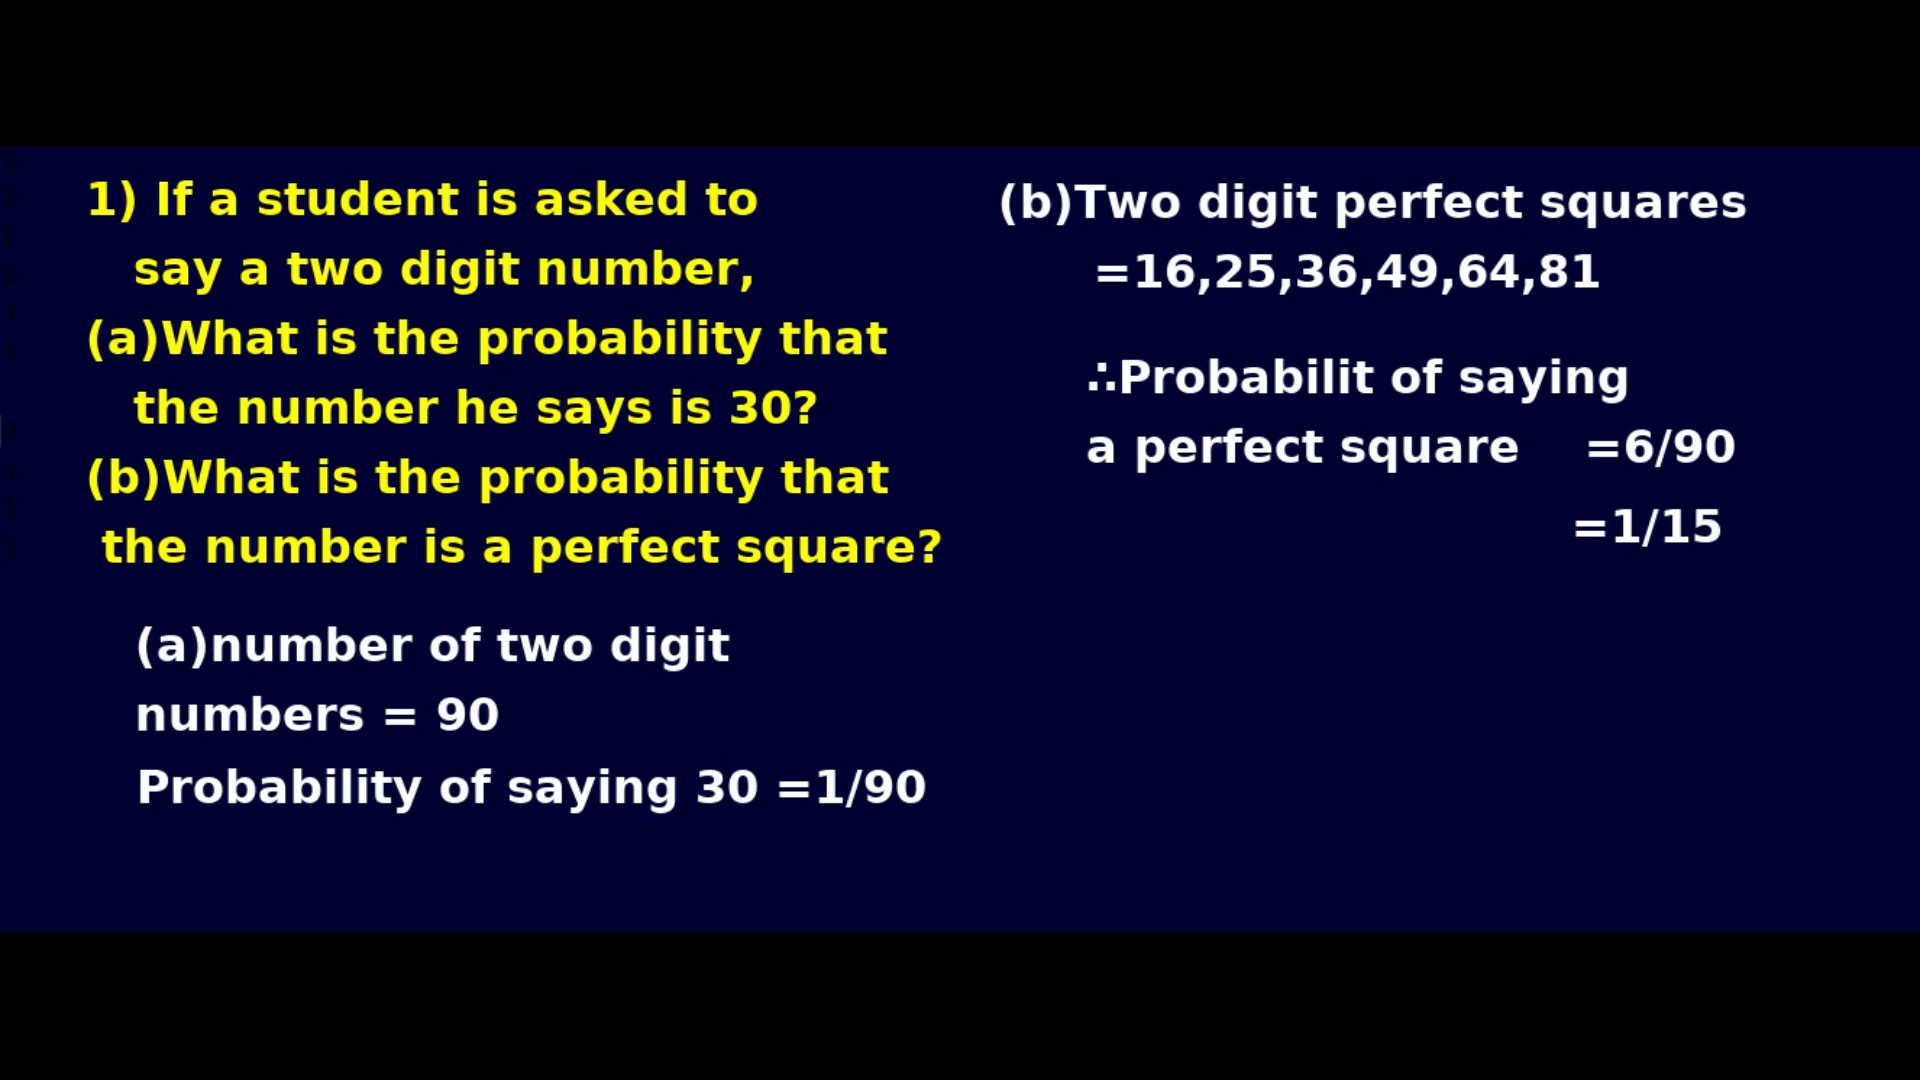 1) If a student is asked to
say a two digit number,
(a)What is the probability that
the number he says is 30?
(b)What is the probability that
the number is a perfect square?
(a)number of two digit
numbers = 90
Probability of saying 30 =1/90
(b)Two digit perfect squares
=16,25,36,49,64,81
∴Probabilit of saying
a perfect square =6/90
=1/15